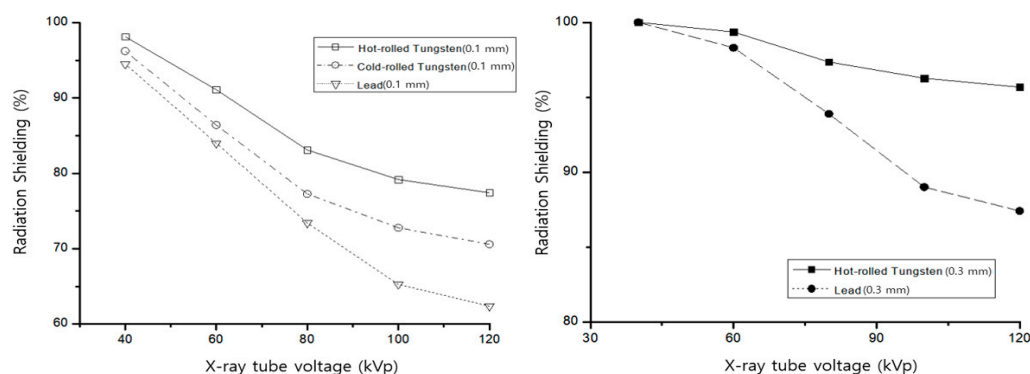 100
90
80
70
60
Radiation Shielding (%)
Hot-rolled Tungsten(0.1 mm)
Cold-rolled Tungsten(0.1 mm)
Lead(0.1 mm)
40
60
80
100
120
X-ray tube voltage (kVp)
100
90
80
Radiation Shielding (%)
Hot-rolled Tungsten (0.3 mm)
Lead (0.3 mm)
30
60
90
120
X-ray tube voltage (kVp)